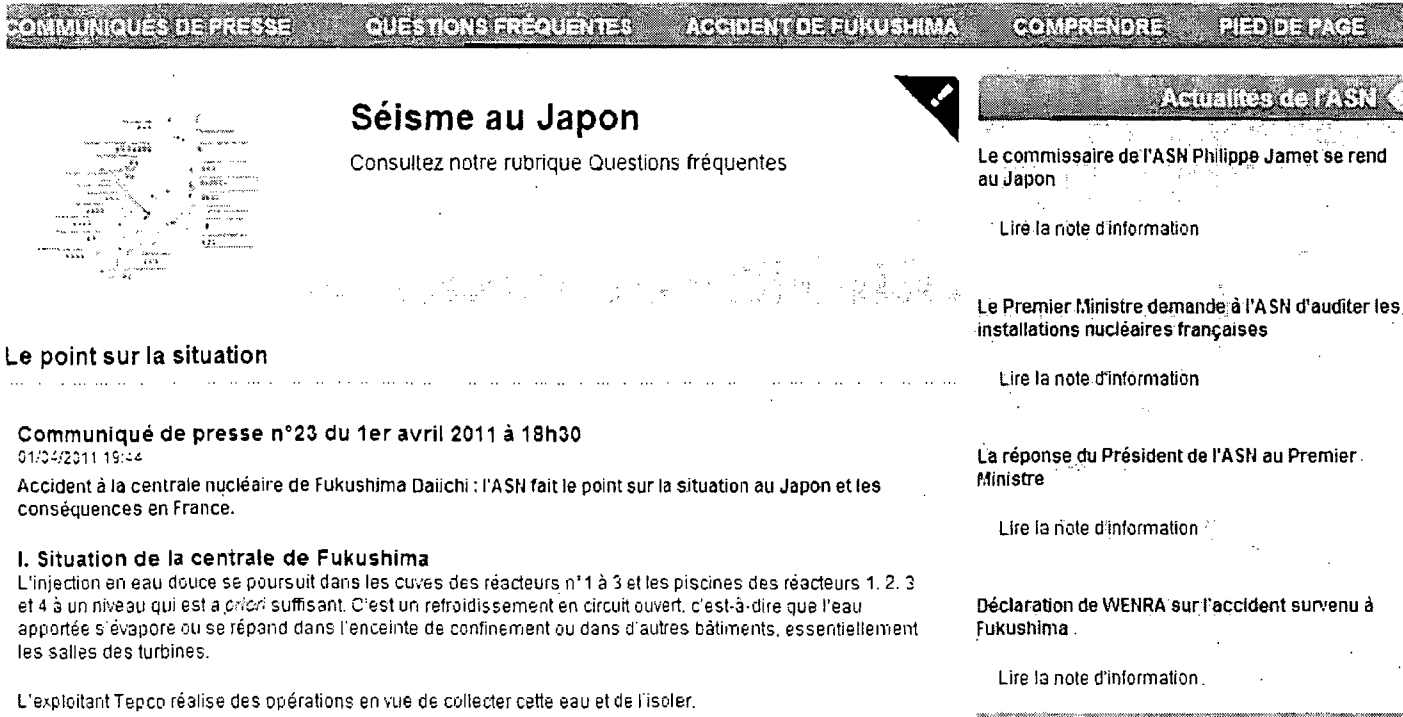 COMMUNIQUÉS DE PRESSE QUESTIONS FRÉQUENTES ACCIDENT DE FUKUSHIMA COMPRENDRE PIED DE PAGE
Séisme au Japon
Consultez notre rubrique Questions fréquentes
Le point sur la situation
Communiqué de presse n°23 du 1er avril 2011 à 18h30
01/04/2011 19:44
Accident à la centrale nucléaire de Fukushima Daiichi : l'ASN fait le point sur la situation au Japon et les
conséquences en France.
I. Situation de la centrale de Fukushima
L'injection en eau douce se poursuit dans les cuves des réacteurs n°1 à 3 et les piscines des réacteurs 1, 2, 3
et 4 à un niveau qui est a priori suffisant. C'est un refroidissement en circuit ouvert, c'est-à-dire que l'eau
apportée s'évapore ou se répand dans l'enceinte de confinement ou dans d'autres bâtiments, essentiellement
les salles des turbines.
L'exploitant Tepco réalise des opérations en vue de collecter cette eau et de l'isoler.
Actualités de l'ASN
Le commissaire de l'ASN Philippe Jamet se rend
au Japon
Lire la note d'information
Le Premier Ministre demande à l'ASN d'auditer les
installations nucléaires françaises
Lire la note d'information
La réponse du Président de l'ASN au Premier
Ministre
Lire la note d'information
Déclaration de WENRA sur l'accident survenu à
Fukushima
Lire la note d'information